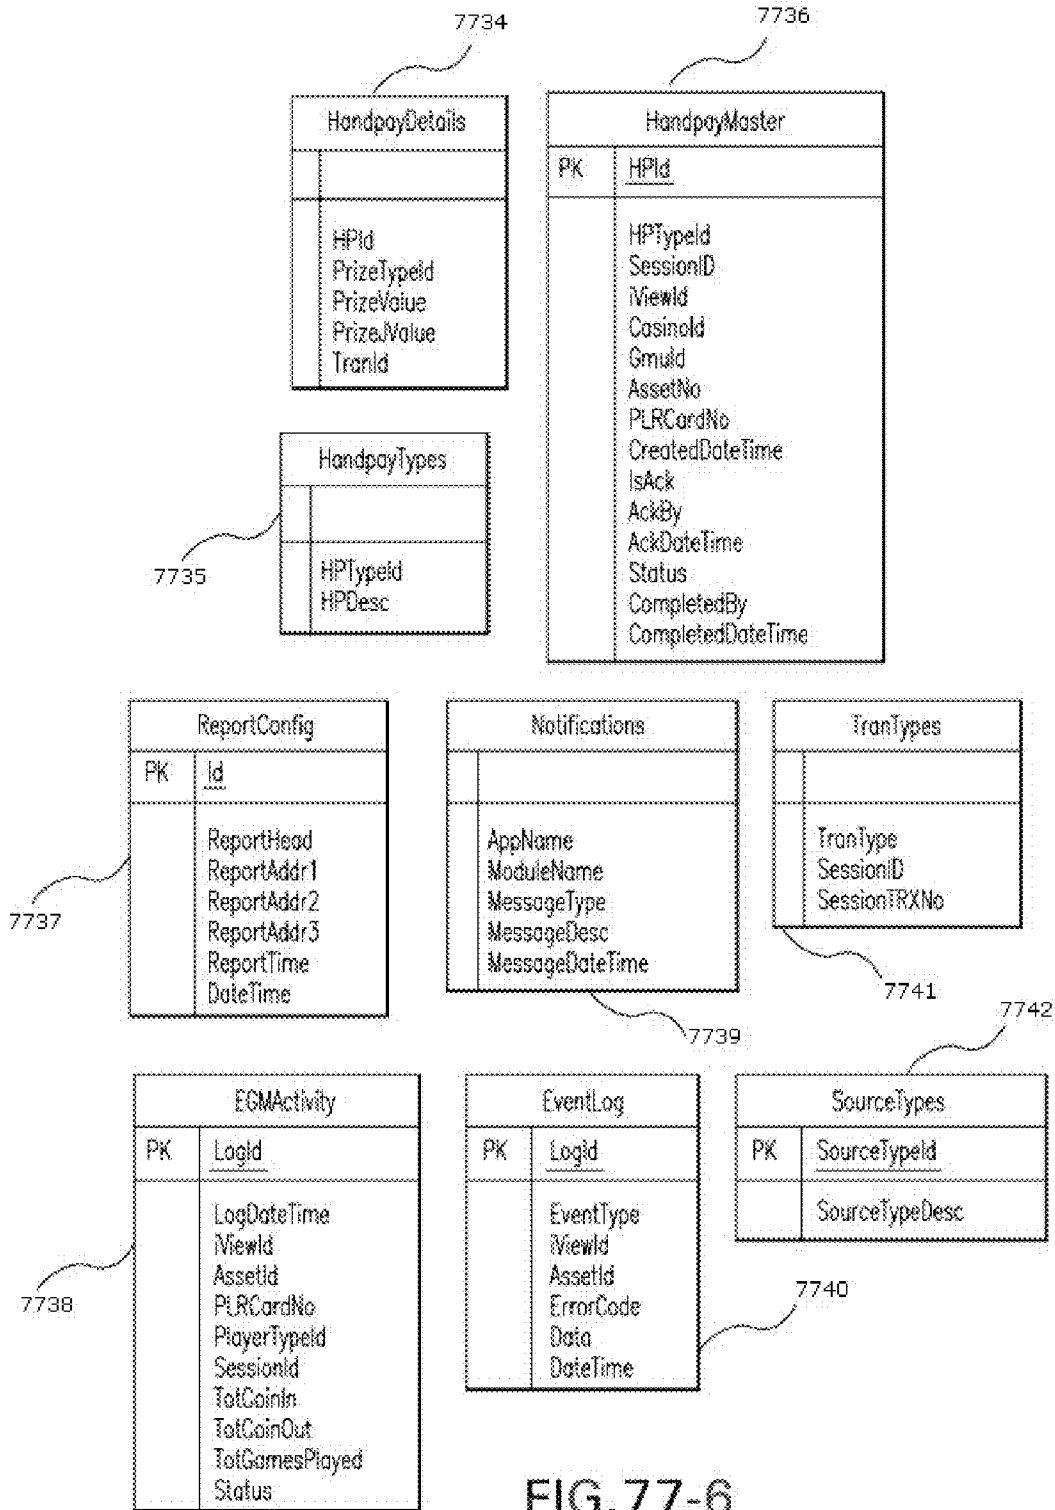 7734
7736
HandpayDetails
HPId
PrizeTypeId
PrizeValue
PrizeJValue
TranId
HandpayMaster
PK HPId
HPTypeId
SessionID
iViewId
CasinoId
GmuId
AssetNo
PLRCardNo
CreatedDateTime
IsAck
AckBy
AckDateTime
Status
CompletedBy
CompletedDateTime
HandpayTypes
HPTypeId
HPDesc
7735
ReportConfig
PK Id
ReportHead
ReportAddr1
ReportAddr2
ReportAddr3
ReportTime
DateTime
7737
Notifications
AppName
ModuleName
MessageType
MessageDesc
MessageDateTime
7739
TranTypes
TranType
SessionID
SessionTRXNo
7741
7742
EGMActivity
PK LogId
LogDateTime
iViewId
AssetId
PLRCardNo
PlayerTypeId
SessionId
TotCoinIn
TotCoinOut
TotGamesPlayed
Status
7738
EventLog
PK LogId
EventType
iViewId
AssetId
ErrorCode
Data
DateTime
7740
SourceTypes
PK SourceTypeId
SourceTypeDesc
FIG. 77-6